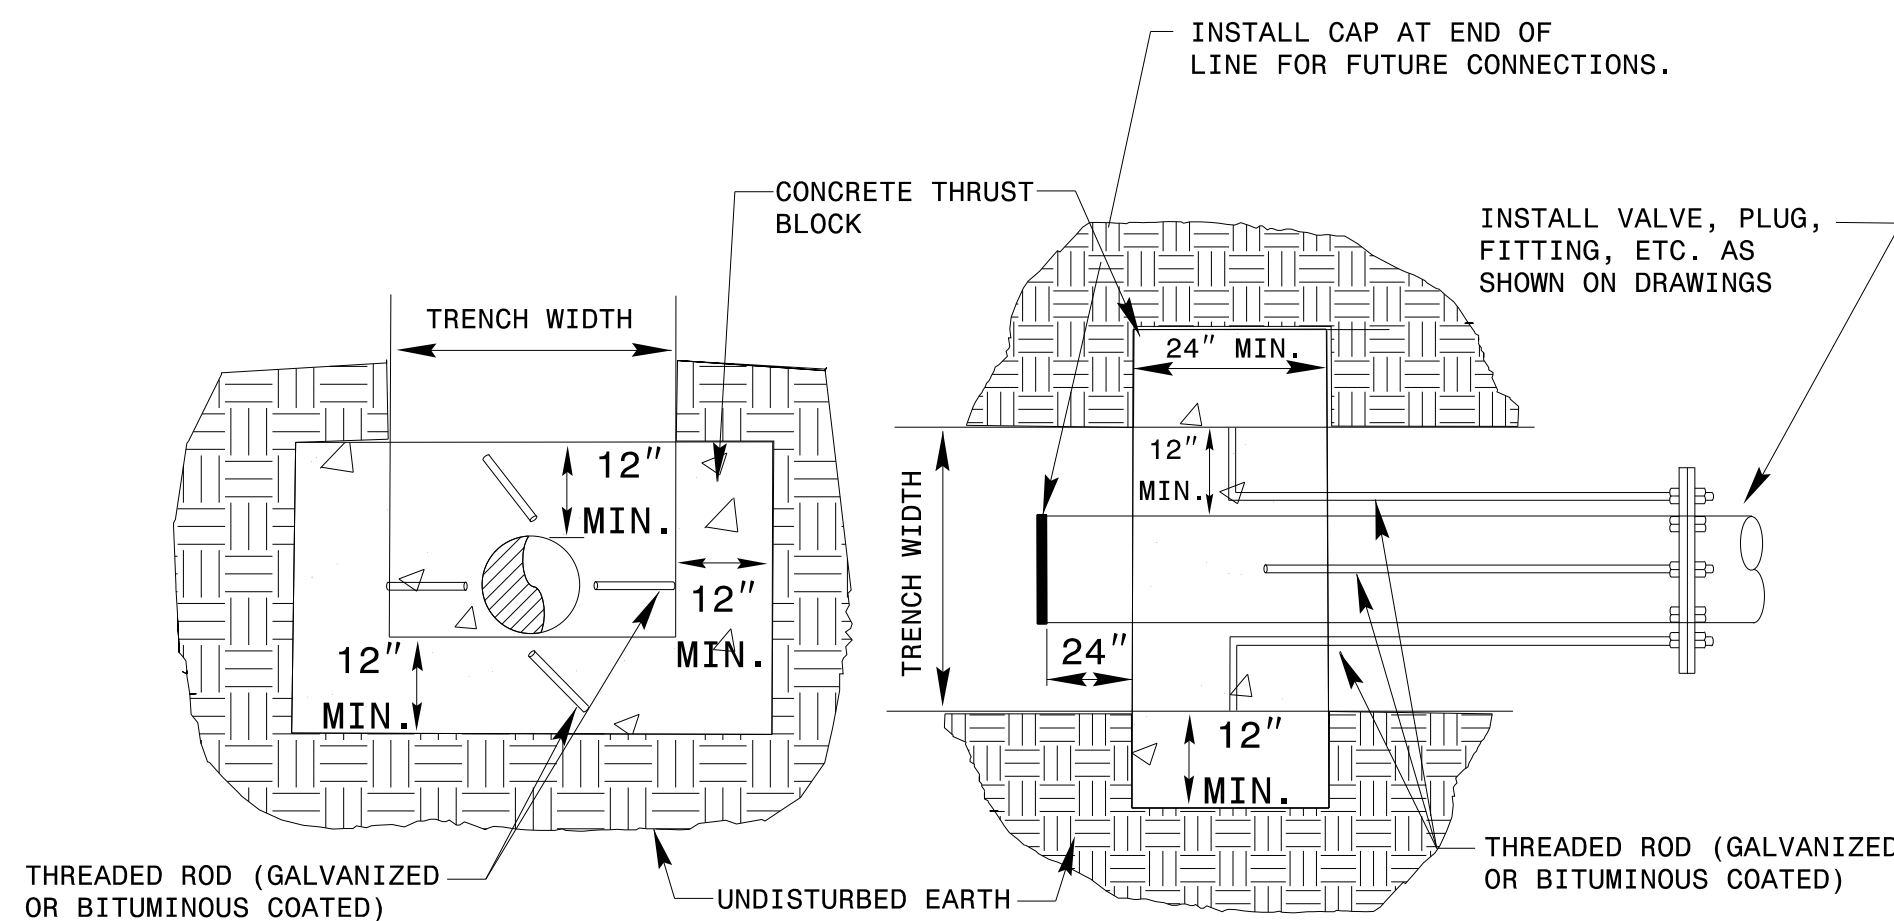 INSTALL CAP AT END OF
LINE FOR FUTURE CONNECTIONS.
CONCRETE THRUST
BLOCK
INSTALL VALVE, PLUG,
FITTING, ETC. AS
SHOWN ON DRAWINGS
TRENCH WIDTH
12"
MIN.
12"
MIN.
12"
MIN.
24" MIN.
12"
MIN.
TRENCH WIDTH
24"
12"
MIN.
THREADED ROD (GALVANIZED
OR BITUMINOUS COATED)
UNDISTURBED EARTH
THREADED ROD (GALVANIZED
OR BITUMINOUS COATED)